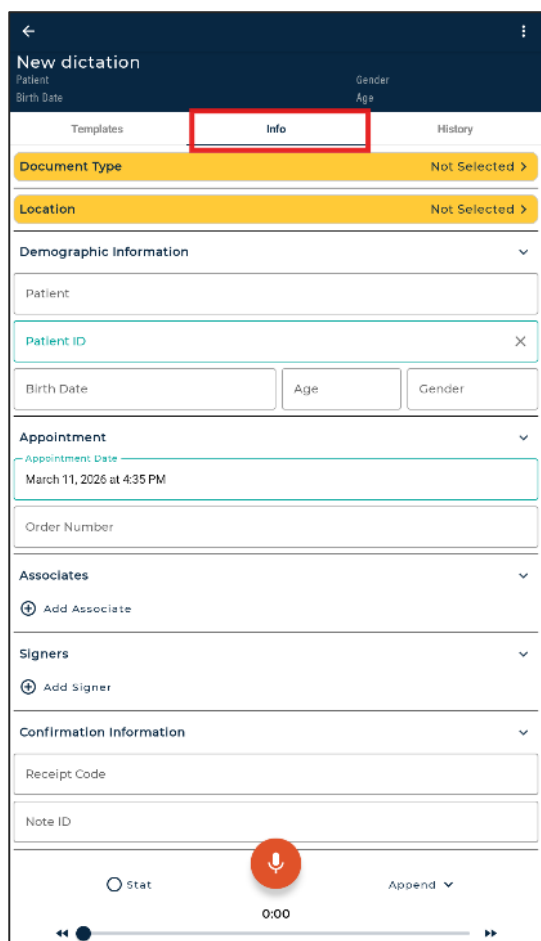 New dictation
Patient Gender
Birth Date Age
Templates Info History
Document Type Not Selected >
Location Not Selected >
Demographic Information
Patient
Patient ID
Birth Date Age Gender
Appointment
Appointment Date
March 11, 2026 at 4:35 PM
Order Number
Associates
Add Associate
Signers
Add Signer
Confirmation Information
Receipt Code
Note ID
Stat Append
0:00